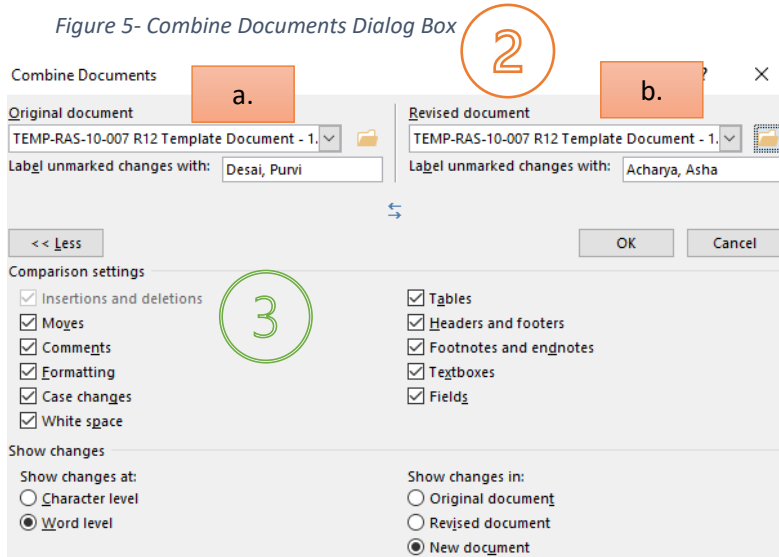 Figure 5- Combine Documents Dialog Box
2
Combine Documents
a.
b.
?
Original document
Revised document
TEMP-RAS-10-007 R12 Template Document - 1.
TEMP-RAS-10-007 R12 Template Document - 1.
Label unmarked changes with:
Desai, Purvi
Label unmarked changes with:
Acharya, Asha
<< Less
OK
Cancel
Comparison settings
3
Insertions and deletions
Moves
Comments
Formatting
Case changes
White space
Tables
Headers and footers
Footnotes and endnotes
Textboxes
Fields
Show changes
Show changes at:
Character level
Word level
Show changes in:
Original document
Revised document
New document